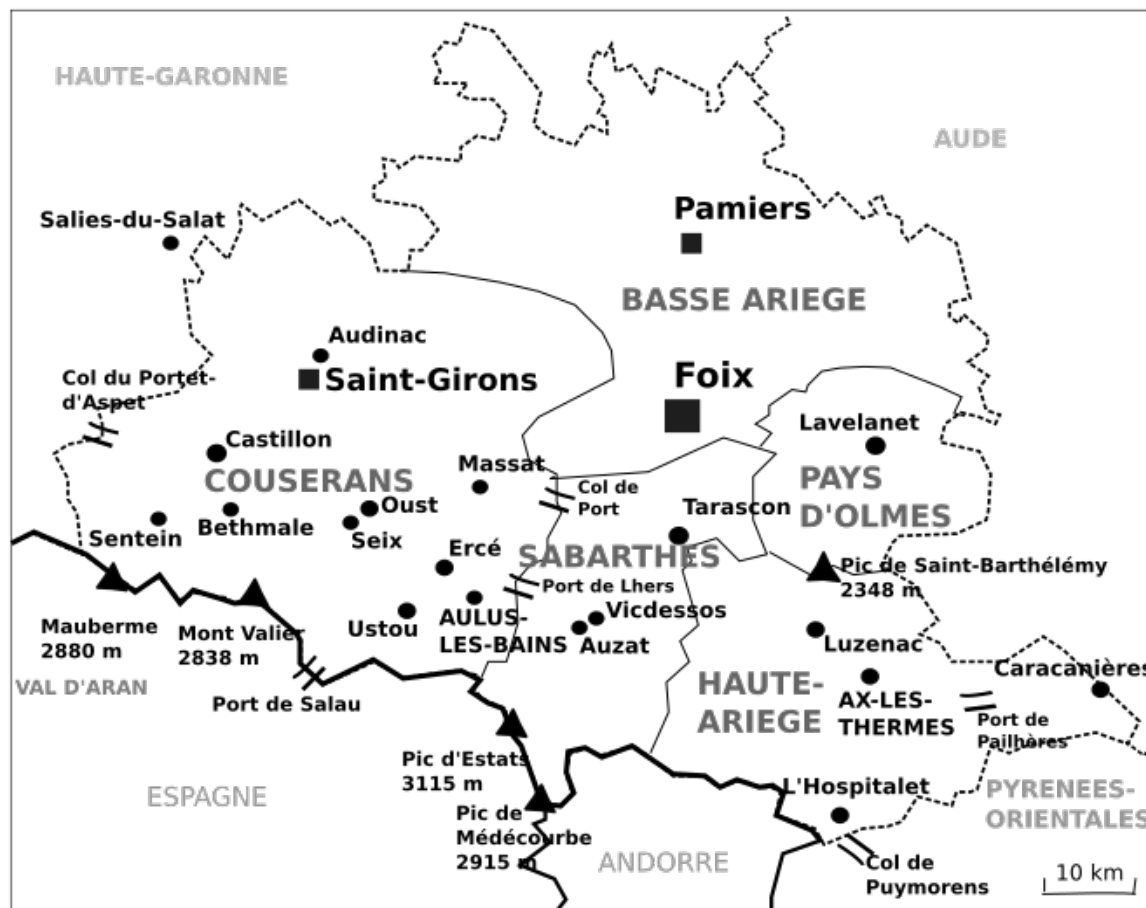 HAUTE-GARONNE
AUDE
Salies-du-Salat
Pamiers
BASSE ARIEGE
Audinac
Saint-Girons
Foix
Col du Portet-
d'Aspet
Castillon
Lavelanet
COUSERANS
Massat
PAYS
D'OLMES
Col de
Port
Oust
Tarascon
Bethmale
Sentein
Seix
Ercé
SABARTHES
Pic de Saint-Barthélémy
2348 m
Port de Lhers
Mauberme
2880 m
Mont Valier
2838 m
Ustou
AULUS-
LES-BAINS
Vicdessos
Auzat
Luzenac
Caracanières
VAL D'ARAN
Port de Salau
HAUTE-
ARIEGE
AX-LES-
THERMES
Port de
Pailhères
Pic d'Estats
3115 m
ESPAGNE
L'Hospitalet
PYRENEES-
ORIENTALES
Pic de
Médécourbe
2915 m
ANDORRE
Col de
Puymorens
10 km